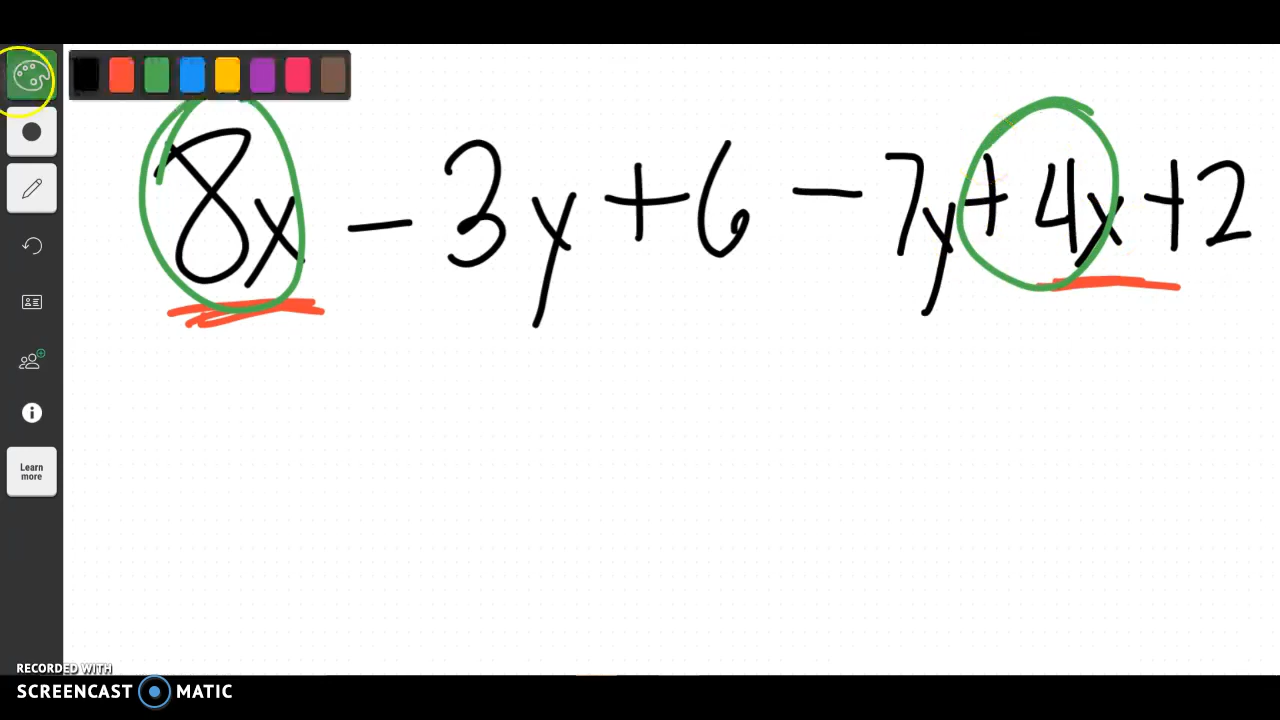 8x - 3y + 6 - 7y + 4x + 2
Learn
more
RECORDED WITH
SCREENCAST MATIC